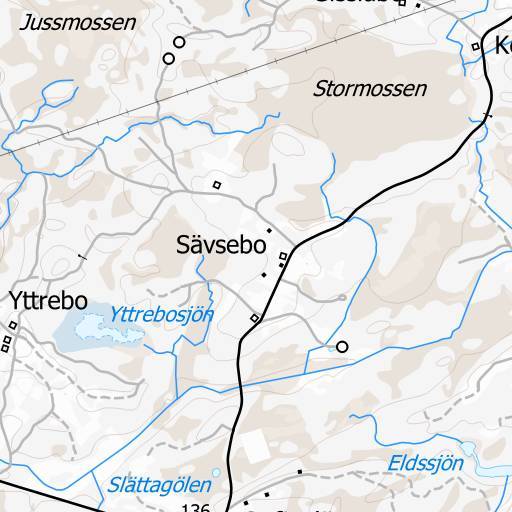 Jussmossen
Stormossen
Sävsebo
Yttrebo
Yttrebosjön
Eldssjön
Slättagölen
136